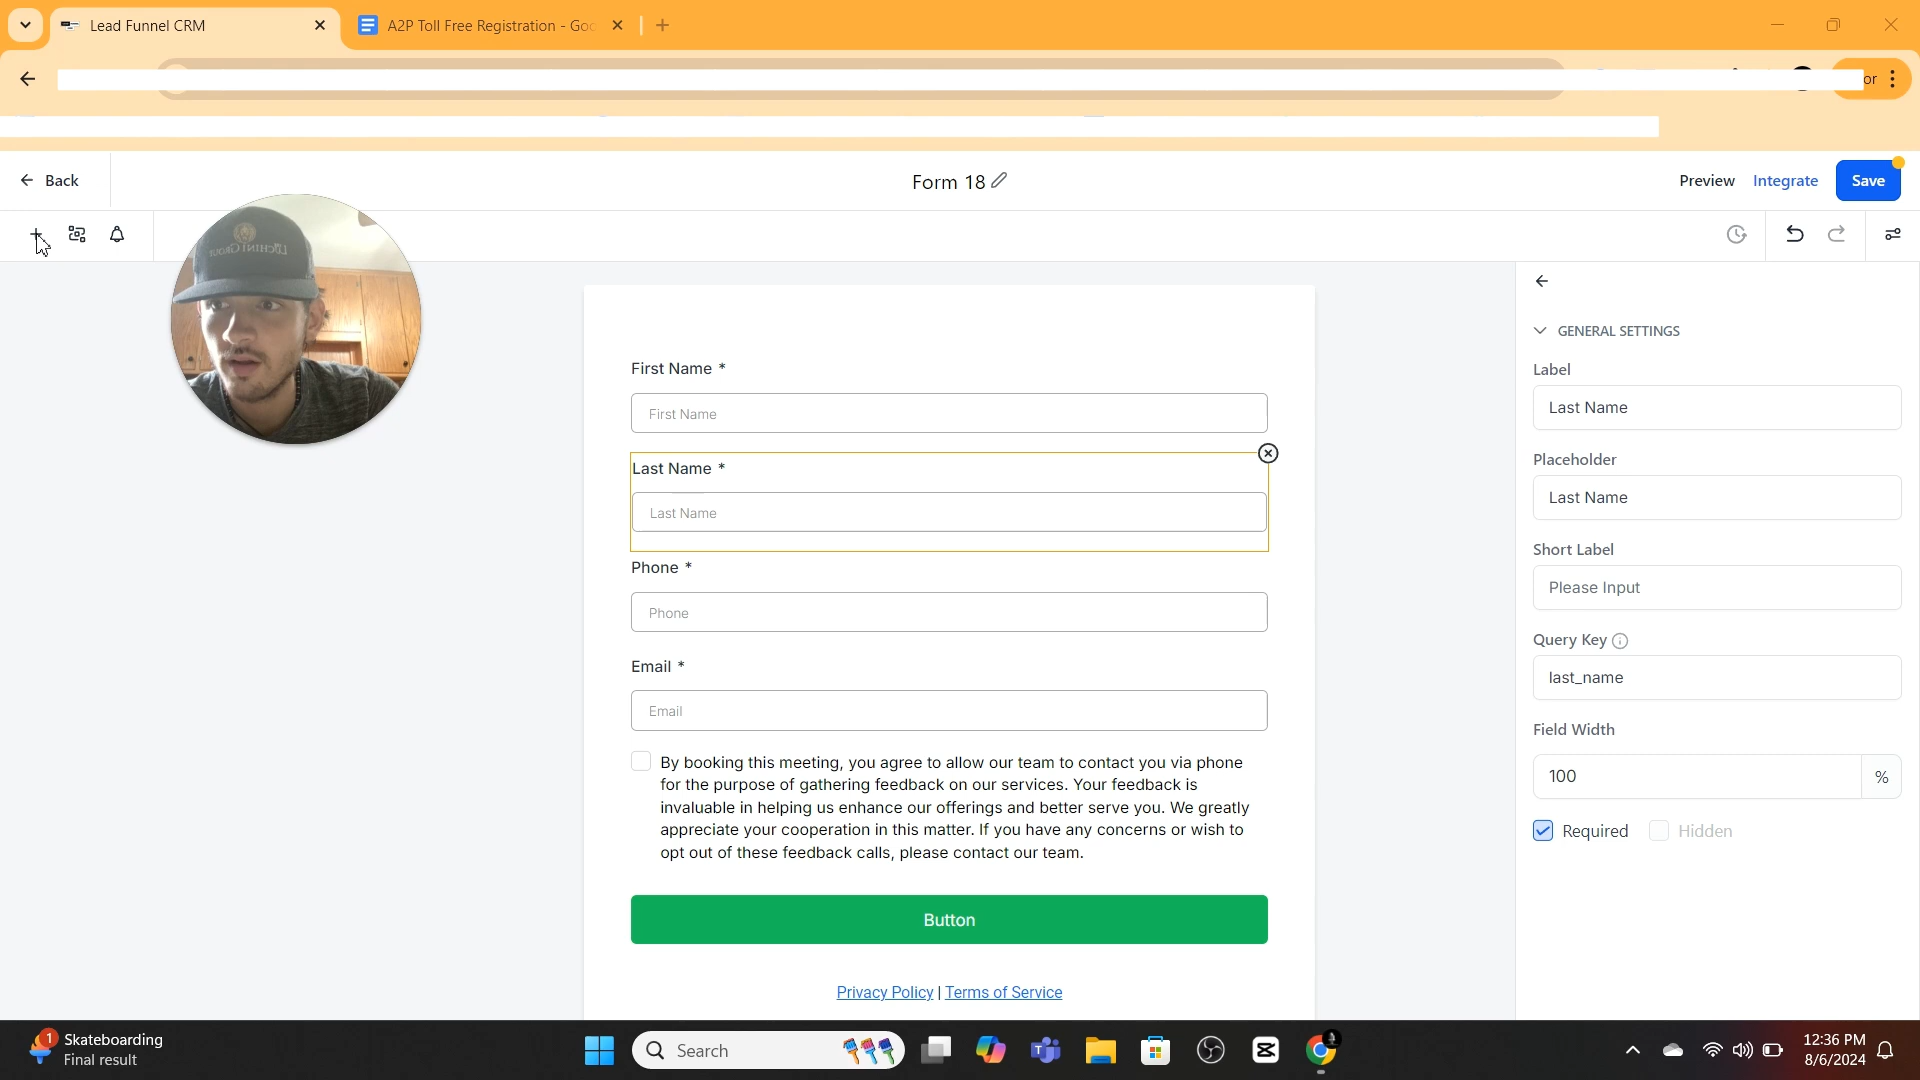 Lead Funnel CRM
A2P Toll Free Registration - Goo
or
Back
Form 18
Preview
Integrate
Save
First Name *
First Name
Last Name *
Last Name
Phone *
Phone
Email *
Email
By booking this meeting, you agree to allow our team to contact you via phone
for the purpose of gathering feedback on our services. Your feedback is
invaluable in helping us enhance our offerings and better serve you. We greatly
appreciate your cooperation in this matter. If you have any concerns or wish to
opt out of these feedback calls, please contact our team.
Button
Privacy Policy | Terms of Service
GENERAL SETTINGS
Label
Last Name
Placeholder
Last Name
Short Label
Please Input
Query Key
last_name
Field Width
100 %
Required
Hidden
1
Skateboarding
Final result
Search
12:36 PM
8/6/2024